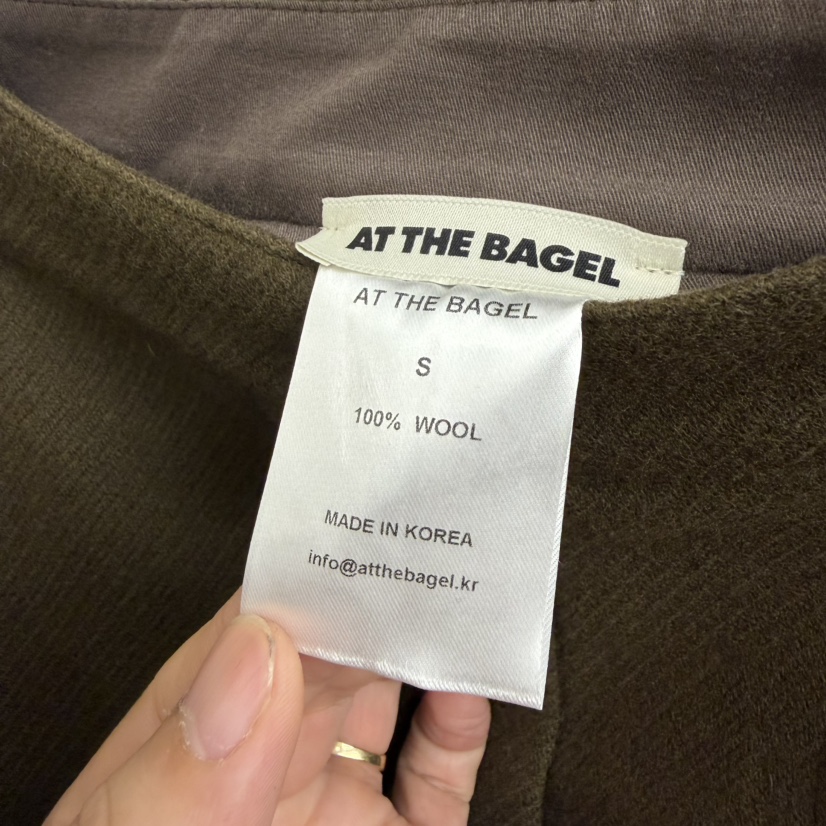 AT THE BAGEL
AT THE BAGEL
S
100% WOOL
MADE IN KOREA
info@atthebagel.kr